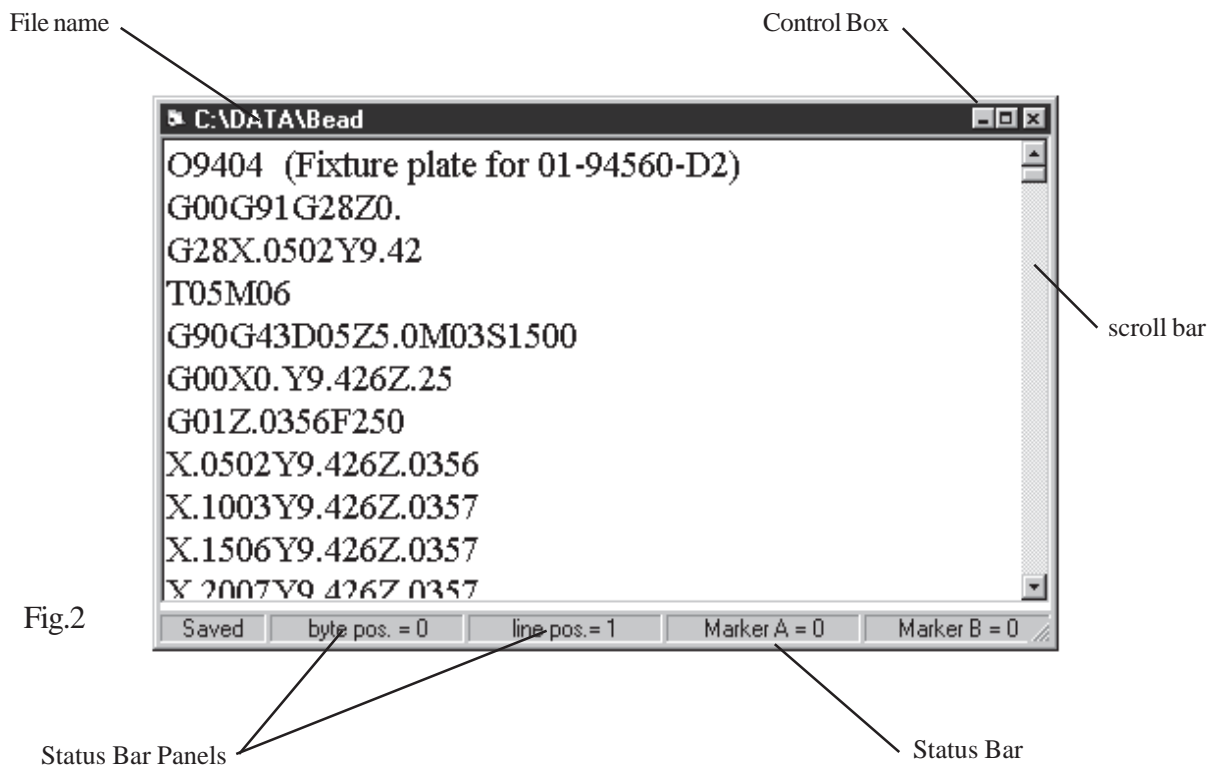 File name
Control Box
C:\DATA\Bead
O9404 (Fixture plate for 01-94560-D2)
G00G91G28Z0.
G28X.0502Y9.42
T05M06
G90G43D05Z5.0M03S1500
G00X0.Y9.426Z.25
G01Z.0356F250
X.0502Y9.426Z.0356
X.1003Y9.426Z.0357
X.1506Y9.426Z.0357
X.2007Y9.426Z.0357
scroll bar
Fig.2
Saved byte pos. = 0 line pos.= 1 Marker A = 0 Marker B = 0
Status Bar Panels
Status Bar